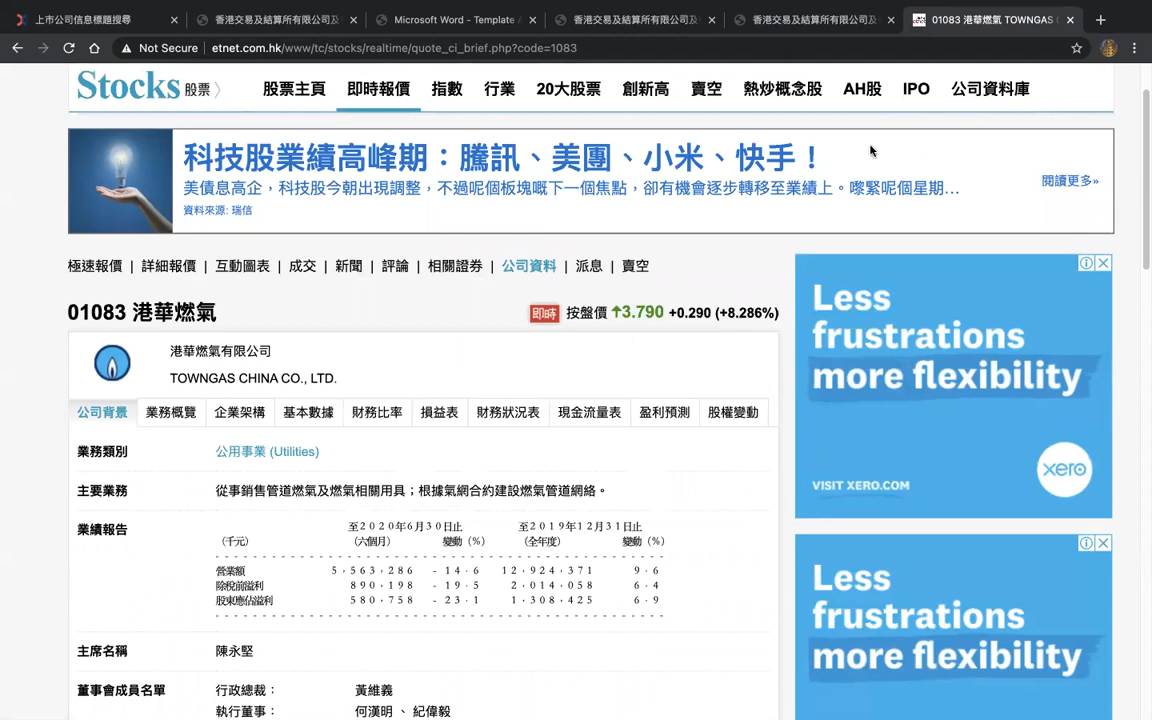 上市公司信息標題搜尋
香港交易及結算所有限公司及
Microsoft Word - Template A
香港交易及結算所有限公司及
香港交易及結算所有限公司及
01083 港華燃氣 TOWNGAS C
Not Secure | etnet.com.hk/www/tc/stocks/realtime/quote_ci_brief.php?code=1083
Stocks 股票 〉 股票主頁 即時報價 指數 行業 20大股票 創新高 賣空 熱炒概念股 AH股 IPO 公司資料庫
科技股業績高峰期：騰訊、美團、小米、快手！
美債息高企，科技股今朝出現調整，不過呢個板塊嘅下一個焦點，卻有機會逐步轉移至業績上。嚟緊呢個星期…
閱讀更多»
資料來源: 瑞信
極速報價 | 詳細報價 | 互動圖表 | 成交 | 新聞 | 評論 | 相關證券 | 公司資料 | 派息 | 賣空
01083 港華燃氣
即時 按盤價 3.790 +0.290 (+8.286%)
港華燃氣有限公司
TOWNGAS CHINA CO., LTD.
公司背景 業務概覽 企業架構 基本數據 財務比率 損益表 財務狀況表 現金流量表 盈利預測 股權變動
業務類別 公用事業 (Utilities)
主要業務 從事銷售管道燃氣及燃氣相關用具；根據氣網合約建設燃氣管道網絡。
業績報告 至2020年6月30日止 至2019年12月31日止
（千元） （六個月） 變動（%） （全年度） 變動（%）
營業額 5,563,286 -14.6 12,924,371 9.6
除稅前溢利 890,198 -19.5 2,014,058 6.4
股東應佔溢利 580,758 -23.1 1,308,425 6.9
主席名稱 陳永堅
董事會成員名單 行政總裁： 黃維義
執行董事： 何漢明 、 紀偉毅
Less
frustrations
more flexibility
xero
VISIT XERO.COM
Less
frustrations
more flexibility